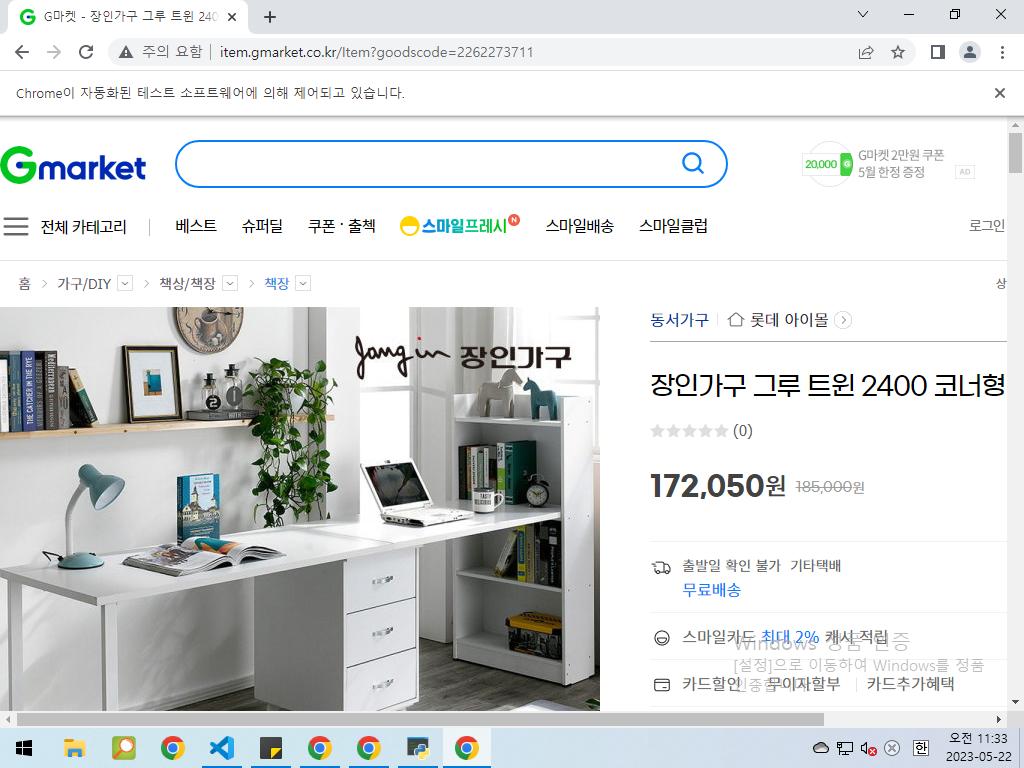 G마켓 - 장인가구 그루 트윈 240
주의 요함
item.gmarket.co.kr/Item?goodscode=2262273711
Chrome이 자동화된 테스트 소프트웨어에 의해 제어되고 있습니다.
Gmarket
20,000
G마켓 2만원 쿠폰
5월 한정 증정
AD
전체 카테고리
베스트
슈퍼딜
쿠폰·출첵
스마일프레시
N
스마일배송
스마일클럽
로그인
홈
가구/DIY
책상/책장
책장
상
Jang in 장인가구
THE CATCHER IN THE RYE
2
1
TASTY
동서가구
롯데 아이몰
장인가구 그루 트윈 2400 코너형
(0)
172,050원 185,000원
출발일 확인 불가 기타택배
무료배송
스마일카드 최대 2% 캐시 적립
Windows 정품 인증
[설정]으로 이동하여 Windows를 정품
카드할인
무이자할부
카드추가혜택
한
오전 11:33
2023-05-22